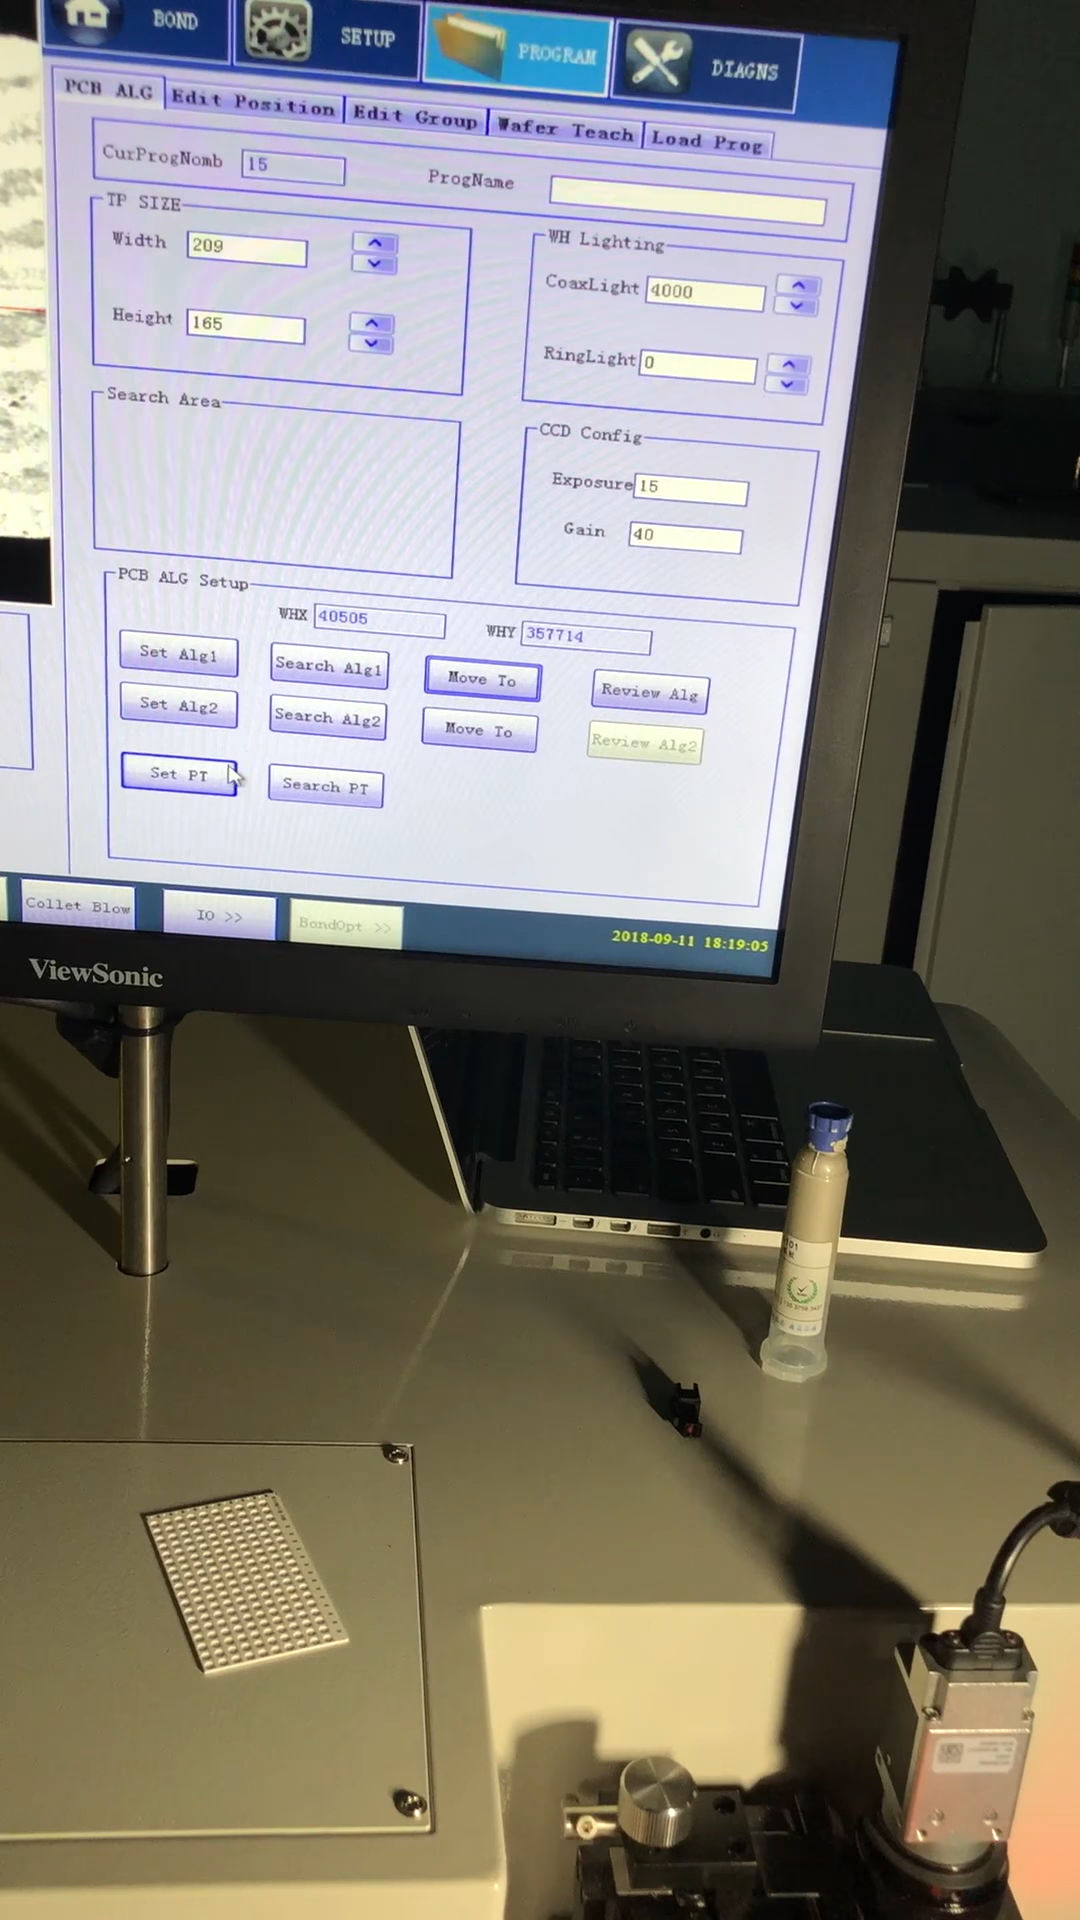 BOND
SETUP
PROGRAM
DIAGNS
PCB ALG
Edit Position
Edit Group
Wafer Teach
Load Prog
CurProgNomb 15
ProgName
TP SIZE
Width 209
Height 165
WH Lighting
CoaxLight 4000
RingLight 0
Search Area
CCD Config
Exposure 15
Gain 40
PCB ALG Setup
WHX 40505
WHY 357714
Set Alg1
Search Alg1
Move To
Review Alg
Set Alg2
Search Alg2
Move To
Review Alg2
Set PT
Search PT
Collet Blow
IO >>
BondOpt >>
2018-09-11 18:19:05
ViewSonic